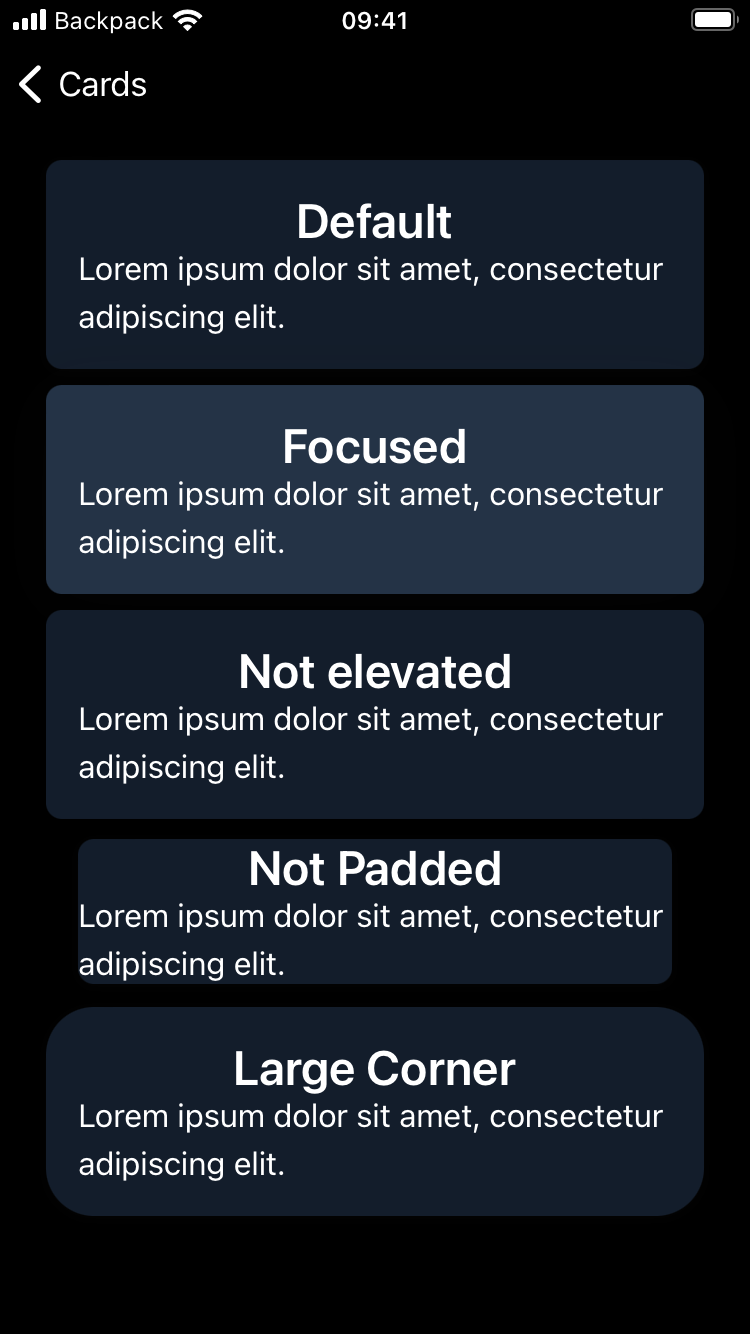 Backpack 09:41
Cards
Default
Lorem ipsum dolor sit amet, consectetur
adipiscing elit.
Focused
Lorem ipsum dolor sit amet, consectetur
adipiscing elit.
Not elevated
Lorem ipsum dolor sit amet, consectetur
adipiscing elit.
Not Padded
Lorem ipsum dolor sit amet, consectetur
adipiscing elit.
Large Corner
Lorem ipsum dolor sit amet, consectetur
adipiscing elit.